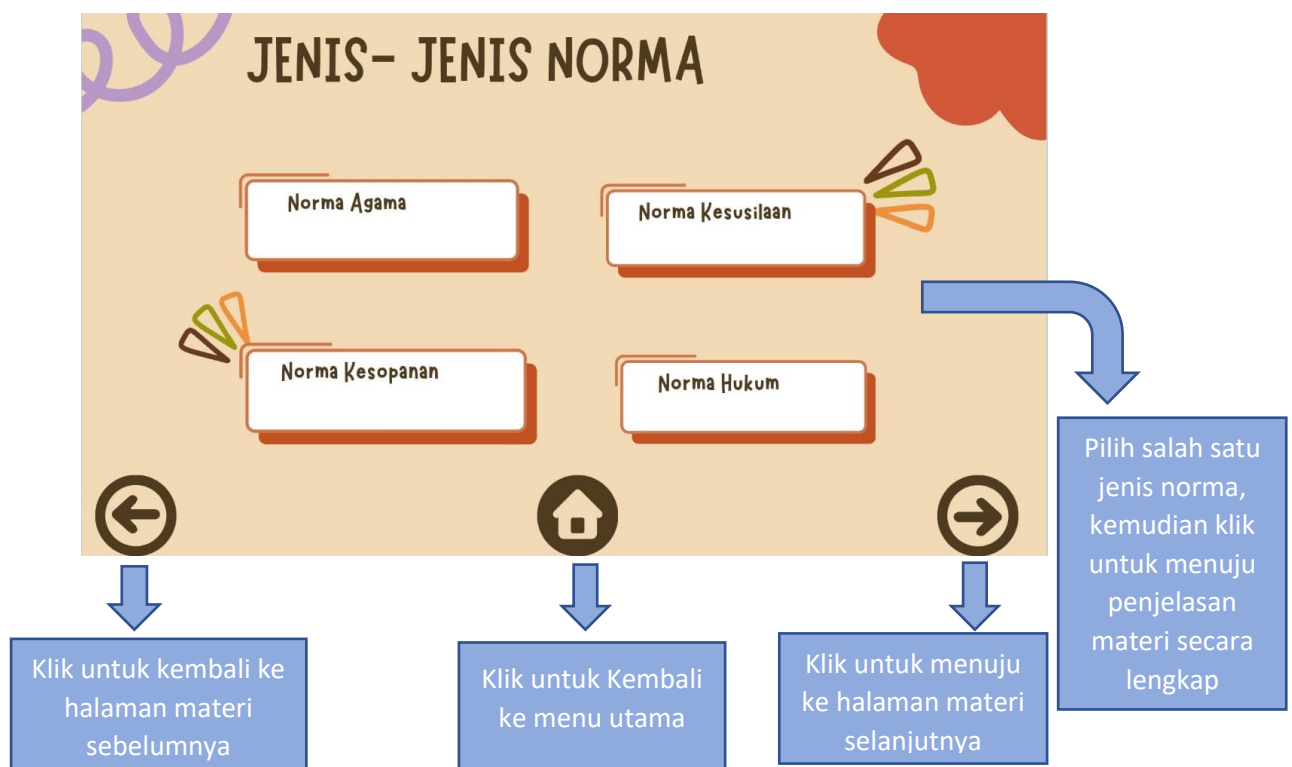 JENIS- JENIS NORMA
Norma Agama
Norma Kesusilaan
Norma Kesopanan
Norma Hukum
Pilih salah satu
jenis norma,
kemudian klik
untuk menuju
penjelasan
materi secara
lengkap
Klik untuk kembali ke
halaman materi
sebelumnya
Klik untuk Kembali
ke menu utama
Klik untuk menuju
ke halaman materi
selanjutnya